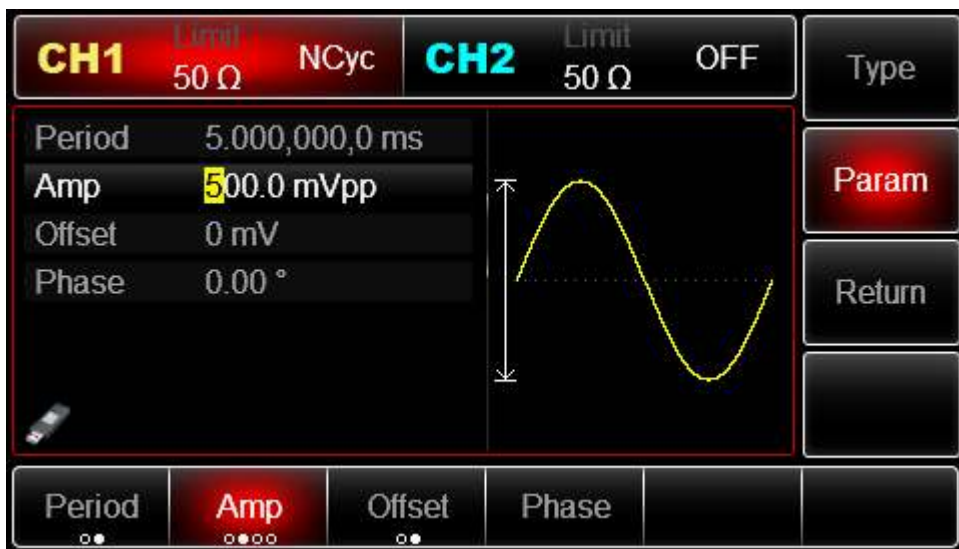 CH1 Limit 50 Ω NCyc
CH2 Limit 50 Ω OFF
Type
Period 5.000,000,0 ms
Amp 500.0 mVpp
Offset 0 mV
Phase 0.00 °
Param
Return
Period Amp Offset Phase